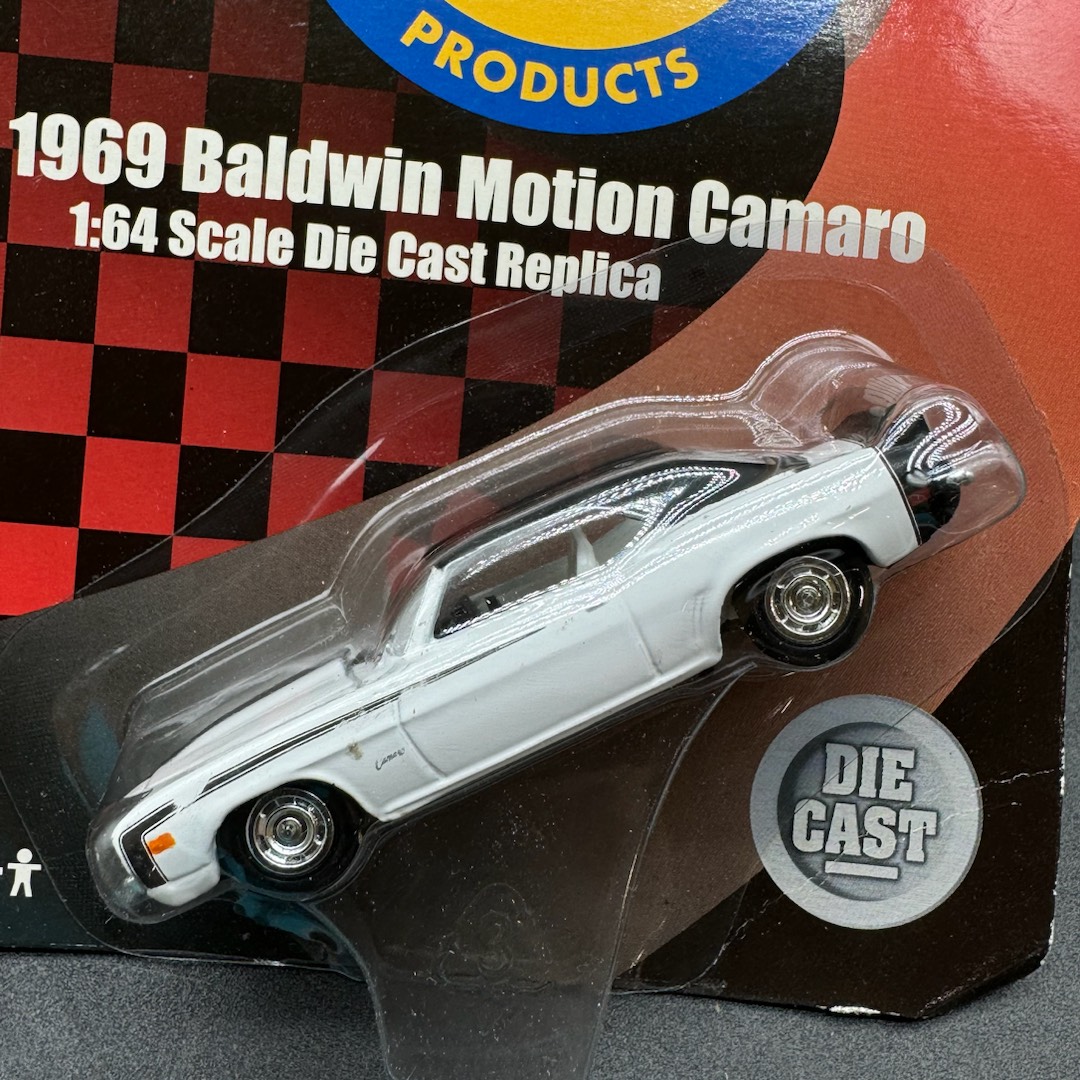 PRODUCTS
1969 Baldwin Motion Camaro
1:64 Scale Die Cast Replica
Camaro
DIE
CAST